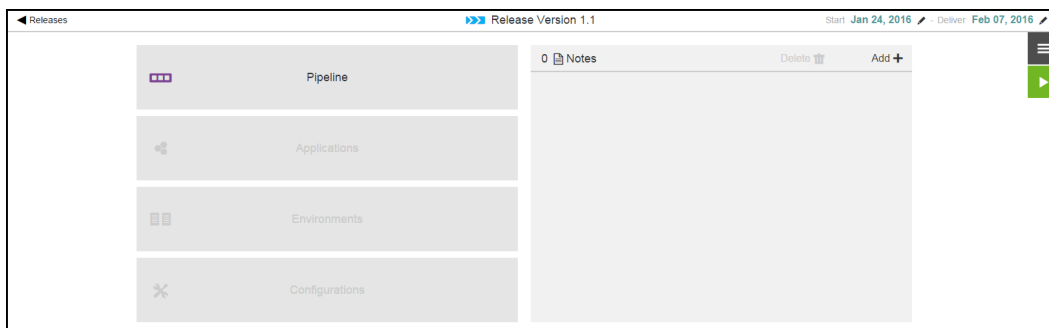 Releases
Release Version 1.1
Start Jan 24, 2016 - Deliver Feb 07, 2016
Pipeline
0 Notes Delete Add +
Applications
Environments
Configurations